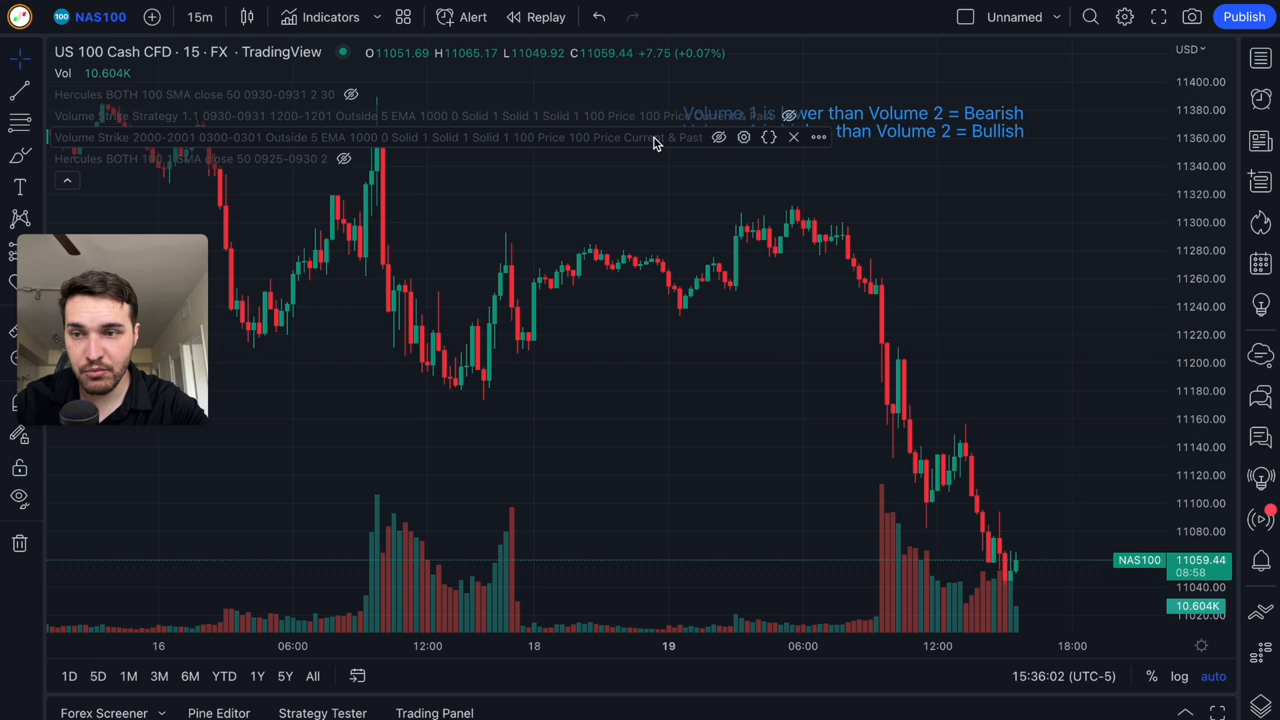 100 NAS100 15m Indicators Alert Replay Unnamed Publish
US 100 Cash CFD · 15 · FX · TradingView O11051.69 H11065.17 L11049.92 C11059.44 +7.75 (+0.07%) USD
Vol 10.604K
Hercules BOTH 100 SMA close 50 0930-0931 2 30
Volume Strike Strategy 1.1 0930-0931 1200-1201 Outside 5 EMA 1000 0 Solid 1 Solid 1 Solid 1 100 Price 100 Price
Volume 1 is lower than Volume 2 = Bearish
Volume Strike 2000-2001 0300-0301 Outside 5 EMA 1000 0 Solid 1 Solid 1 Solid 1 100 Price 100 Price Current & Past
than Volume 2 = Bullish
Hercules BOTH 100 1 SMA close 50 0925-0930 2
11400.00
11380.00
11360.00
11340.00
11320.00
11300.00
11280.00
11260.00
11240.00
11220.00
11200.00
11180.00
11160.00
11140.00
11120.00
11100.00
11080.00
NAS100 11059.44
08:58
11040.00
10.604K
11020.00
16 06:00 12:00 18 19 06:00 12:00 18:00
1D 5D 1M 3M 6M YTD 1Y 5Y All 15:36:02 (UTC-5) % log auto
Forex Screener Pine Editor Strategy Tester Trading Panel